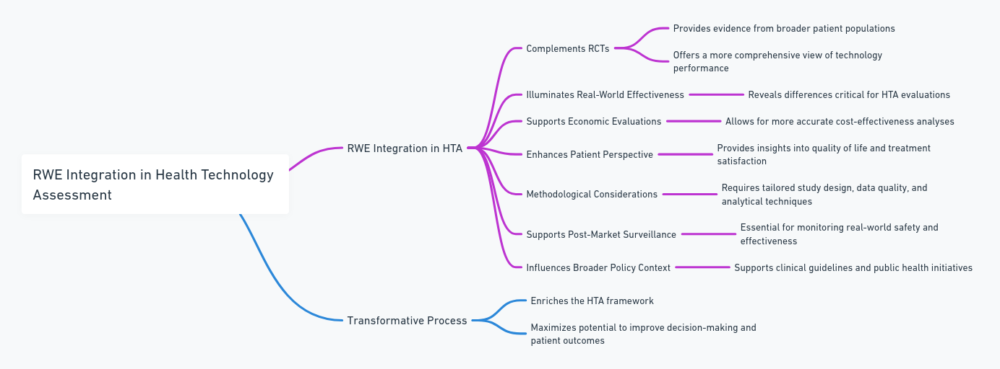 RWE Integration in Health Technology
Assessment
RWE Integration in HTA
Complements RCTs
Provides evidence from broader patient populations
Offers a more comprehensive view of technology
performance
Illuminates Real-World Effectiveness
Reveals differences critical for HTA evaluations
Supports Economic Evaluations
Allows for more accurate cost-effectiveness analyses
Enhances Patient Perspective
Provides insights into quality of life and treatment
satisfaction
Methodological Considerations
Requires tailored study design, data quality, and
analytical techniques
Supports Post-Market Surveillance
Essential for monitoring real-world safety and
effectiveness
Influences Broader Policy Context
Supports clinical guidelines and public health initiatives
Transformative Process
Enriches the HTA framework
Maximizes potential to improve decision-making and
patient outcomes